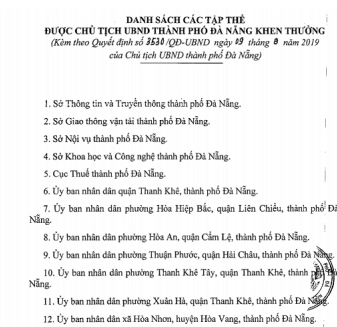 DANH SÁCH CÁC TẬP THỂ
ĐƯỢC CHỦ TỊCH UBND THÀNH PHỐ ĐÀ NẴNG KHEN THƯỞNG
(Kèm theo Quyết định số 3530/QĐ-UBND ngày 09 tháng 8 năm 2019
của Chủ tịch UBND thành phố Đà Nẵng)
1. Sở Thông tin và Truyền thông thành phố Đà Nẵng.
2. Sở Giao thông vận tải thành phố Đà Nẵng.
3. Sở Nội vụ thành phố Đà Nẵng.
4. Sở Khoa học và Công nghệ thành phố Đà Nẵng.
5. Cục Thuế thành phố Đà Nẵng.
6. Ủy ban nhân dân quận Thanh Khê, thành phố Đà Nẵng.
7. Ủy ban nhân dân phường Hòa Hiệp Bắc, quận Liên Chiểu, thành phố Đà
Nẵng.
8. Ủy ban nhân dân phường Hòa An, quận Cẩm Lệ, thành phố Đà Nẵng.
9. Ủy ban nhân dân phường Thuận Phước, quận Hải Châu, thành phố Đà Nẵng.
10. Ủy ban nhân dân phường Thanh Khê Tây, quận Thanh Khê, thành phố Đà
Nẵng.
11. Ủy ban nhân dân phường Xuân Hà, quận Thanh Khê, thành phố Đà Nẵng.
12. Ủy ban nhân dân xã Hòa Nhơn, huyện Hòa Vang, thành phố Đà Nẵng.